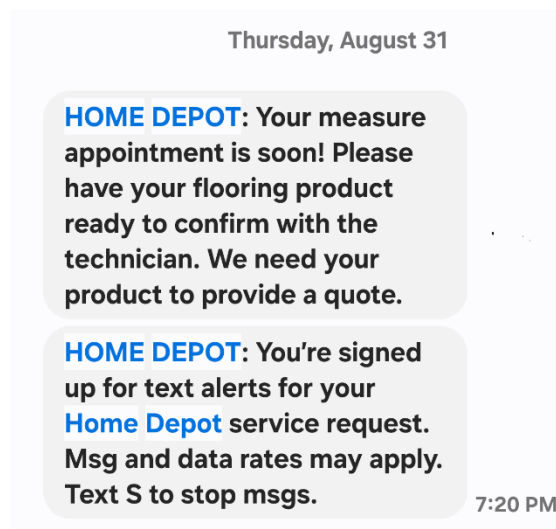 Thursday, August 31
HOME DEPOT: Your measure
appointment is soon! Please
have your flooring product
ready to confirm with the
technician. We need your
product to provide a quote.
HOME DEPOT: You're signed
up for text alerts for your
Home Depot service request.
Msg and data rates may apply.
Text S to stop msgs.
7:20 PM